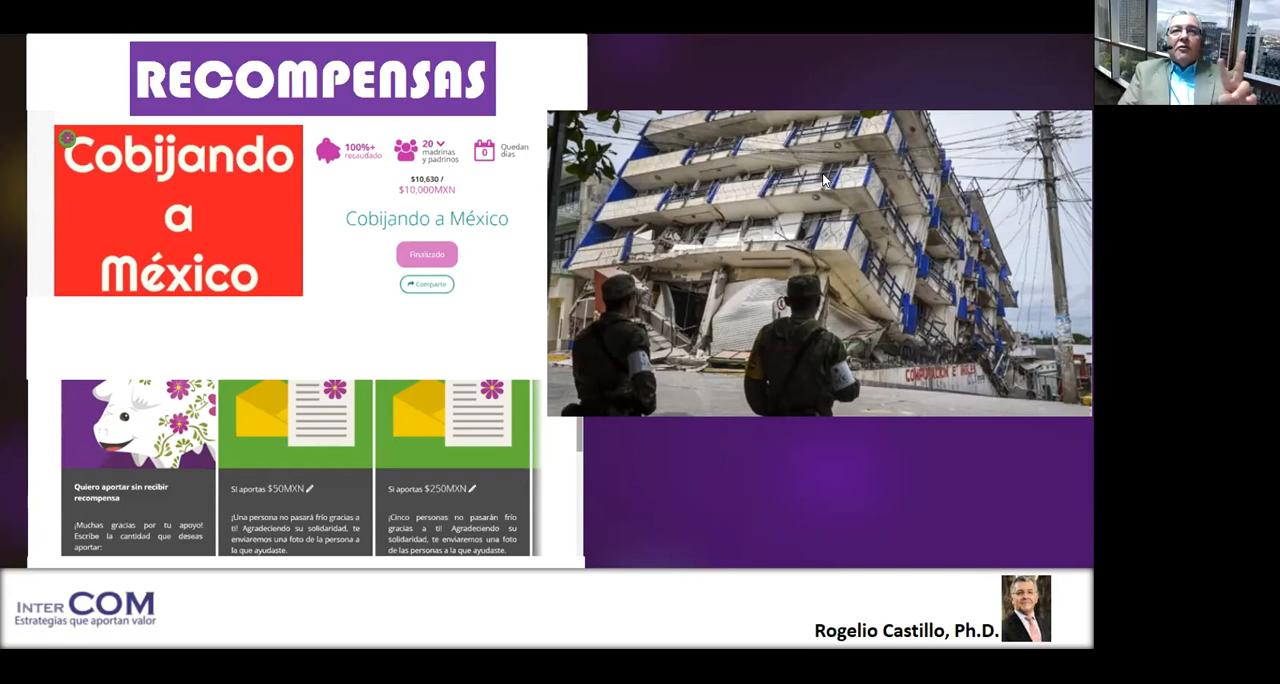 RECOMPENSAS
Cobijando
a
México
100%+
recaudado
20
madrinas
y padrinos
0
Quedan
días
$10,630 /
$10,000MXN
Cobijando a México
Finalizado
Comparte
Quiero aportar sin recibir
recompensa
¡Muchas gracias por tu apoyo!
Escribe la cantidad que deseas
aportar:
Si aportas $50MXN
¡Una persona no pasará frío gracias a
ti! Agradeciendo su solidaridad, te
enviaremos una foto de la persona a
la que ayudaste.
Si aportas $250MXN
¡Cinco personas no pasarán frío
gracias a ti! Agradeciendo su
solidaridad, te enviaremos una foto
de las personas a la que ayudaste.
COMPUTACION E INGLES
INTER COM
Estrategias que aportan valor
Rogelio Castillo, Ph.D.